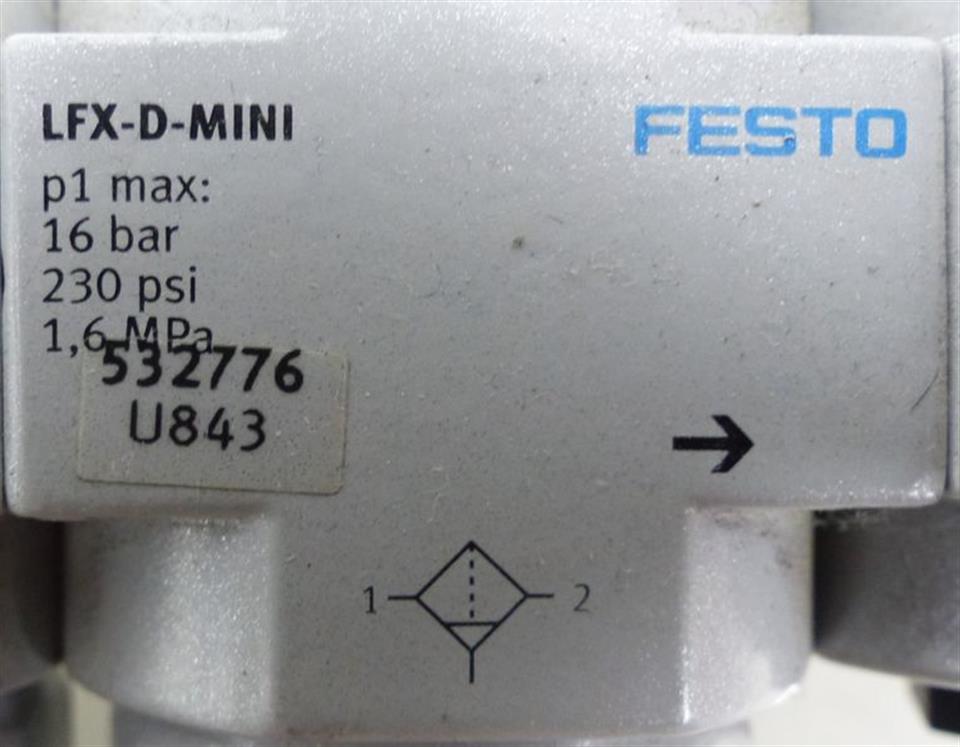 LFX-D-MINI
FESTO
p1 max:
16 bar
230 psi
1,6 MPa
532776
U843
1
2